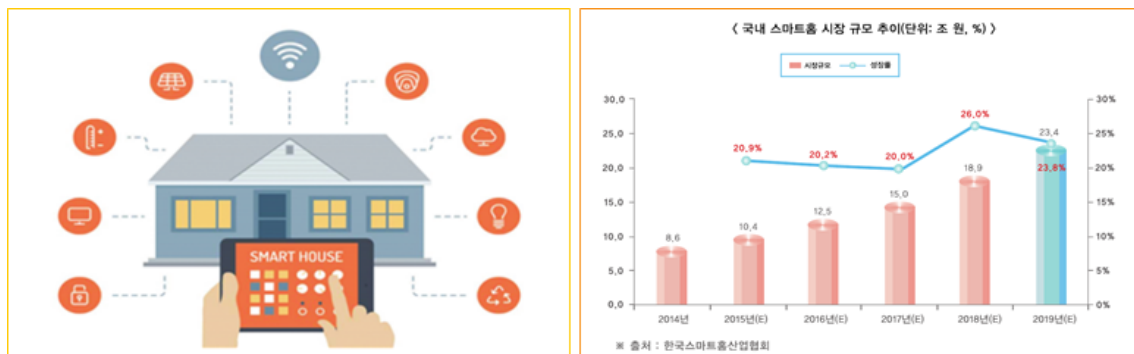 SMART HOUSE
< 국내 스마트홈 시장 규모 추이(단위: 조 원, %) >
시장규모 성장률
30,0 30%
25,0 25%
20,0 20%
15,0 15%
10,0 10%
5,0 5%
0,0 0%
20,9% 20,2% 20,0% 26,0% 23,8%
8,6 10,4 12,5 15,0 18,9 23,4
2014년 2015년(E) 2016년(E) 2017년(E) 2018년(E) 2019년(E)
※ 출처 : 한국스마트홈산업협회